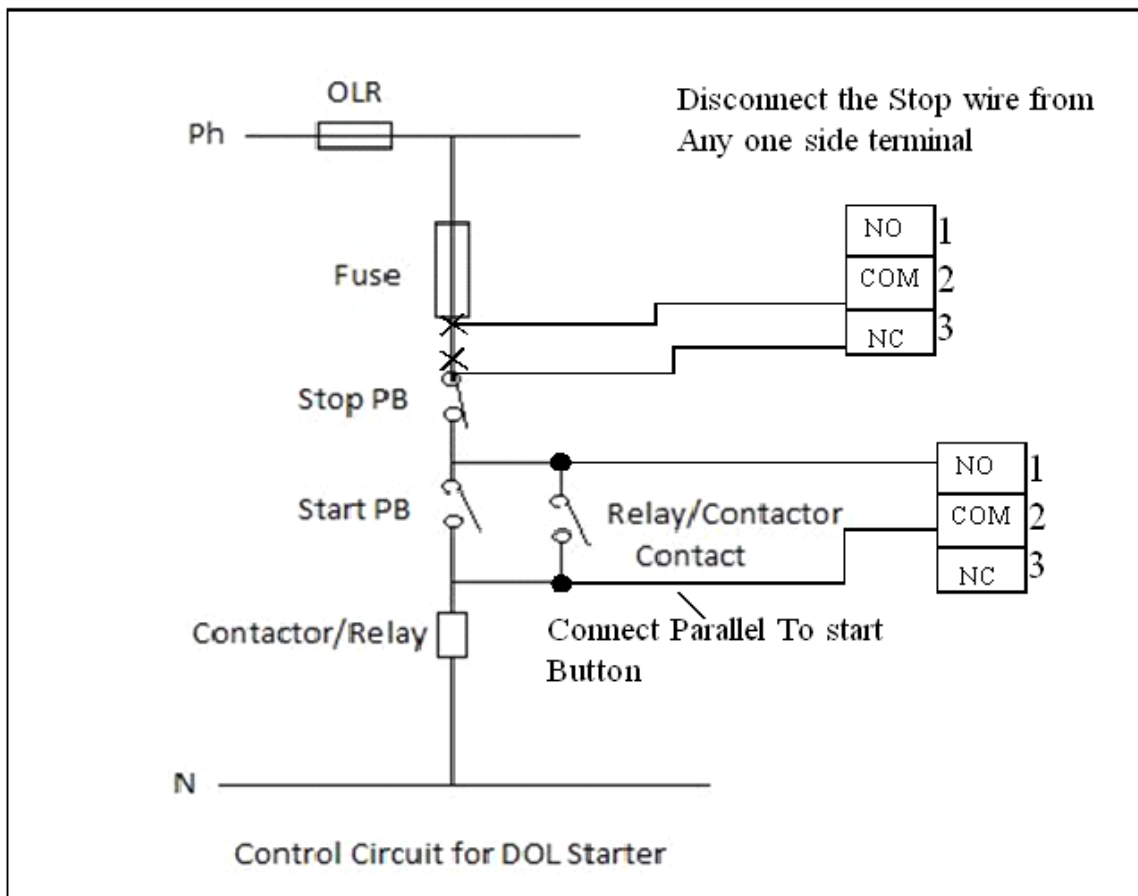 OLR
Ph
Disconnect the Stop wire from
Any one side terminal
NO 1
COM 2
NC 3
Fuse
Stop PB
Start PB
Relay/Contactor
Contact
NO 1
COM 2
NC 3
Contactor/Relay
Connect Parallel To start
Button
N
Control Circuit for DOL Starter